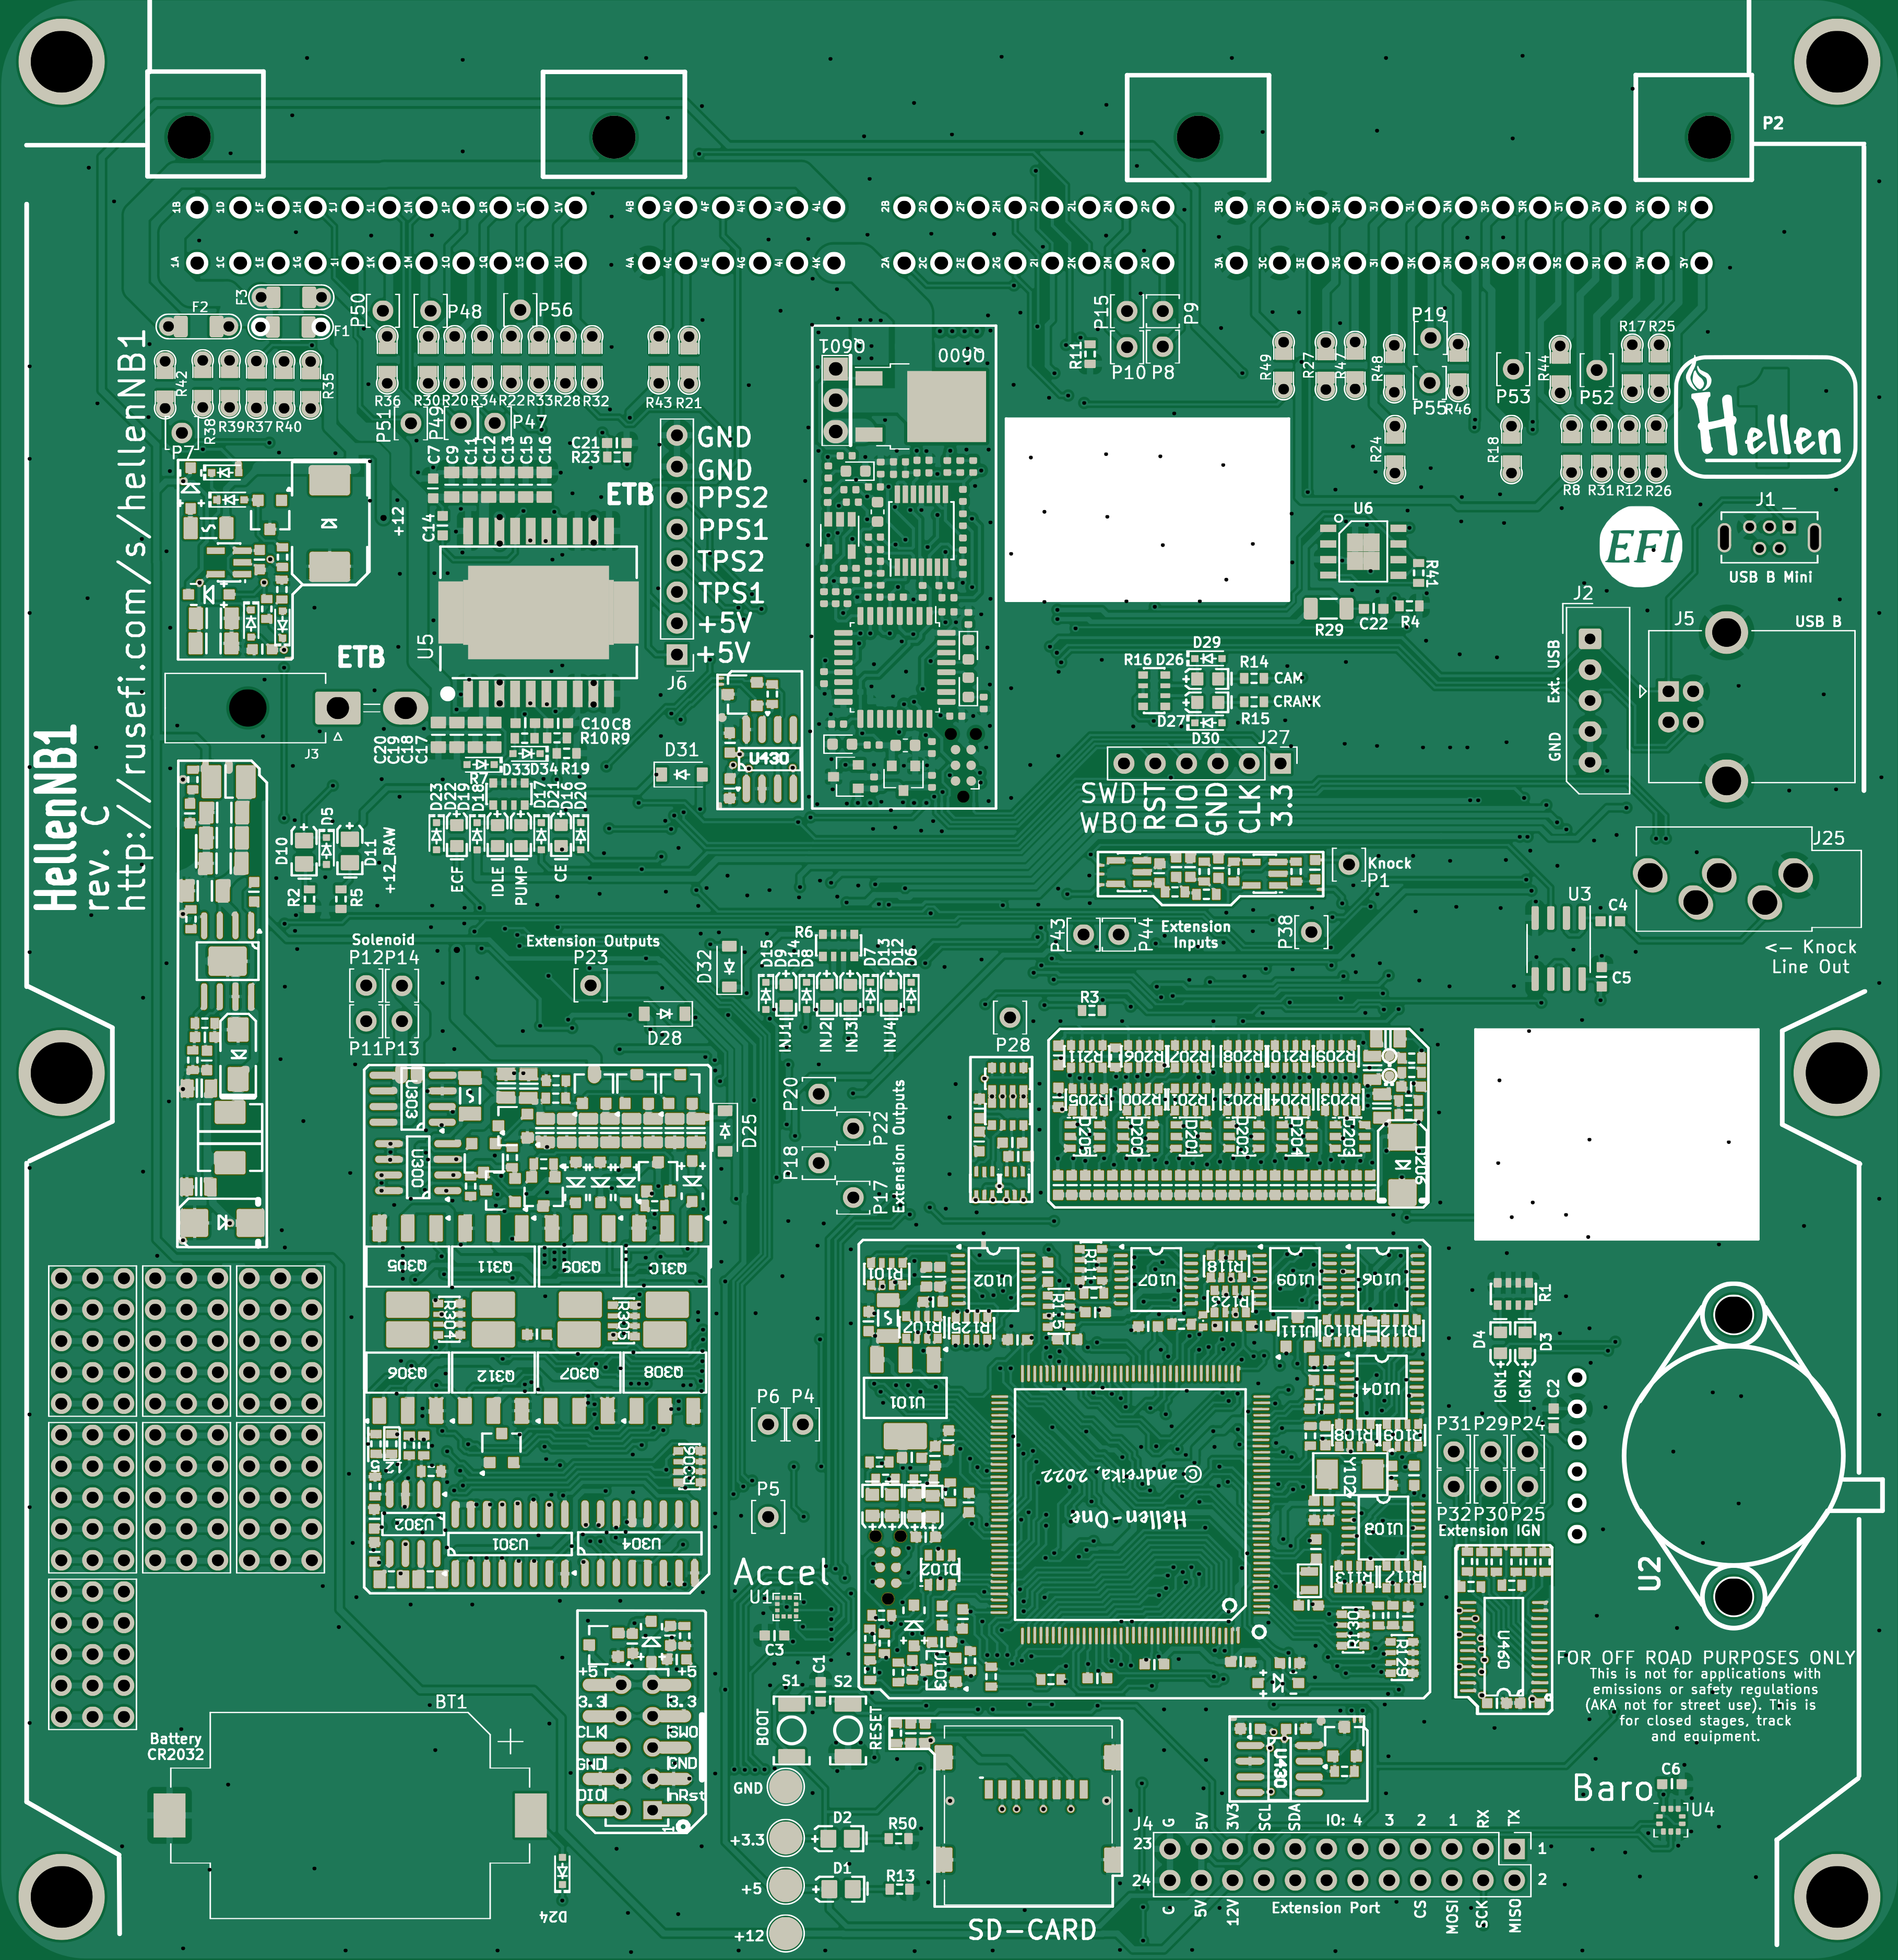 P2
1B 1D 1F 1H 1J 1L 1N 1P 1R 1T 1V 4B 4D 4F 4H 4J 4L 2B 2D 2F 2H 2J 2L 2N 2P 3B 3D 3F 3H 3J 3L 3N 3P 3R 3T 3V 3X 3Z
1A 1C 1E 1G 1I 1K 1M 1O 1Q 1S 1U 4A 4C 4E 4G 4I 4K 2A 2C 2E 2G 2I 2K 2M 2O 3A 3C 3E 3G 3I 3K 3M 3O 3Q 3S 3U 3W 3Y
F3
F2
F1
P50
P48
P56
P15
P9
P19
R17 R25
R42
R35
R11
P10 P8
R49
R27
R47
R48
R44
P55
R46
P53
P52
R36 R30 R20 R34 R22 R33 R28 R32
R43 R21
R38
R39 R37 R40
P7
P51
P49
P47
Q601
Q600
R24
R18
R8 R31 R12 R26
1
Hellen
C7 C9 C11 C12 C13 C15 C16
C21
R23
C14
+12
ETB
GND
GND
PPS2
PPS1
TPS2
TPS1
+5V
+5V
J6
U5
ETB
J3
U6
R41
R29
C22
R4
EFI
J1
USB B Mini
J2
J5
USB B
Ext. USB
GND
D29
R16 D26
R14
CAM
CRANK
R15
D27
D30
J27
SWD
WBO
RST
DIO
GND
CLK
3.3
HellenNB1
rev. C
http://rusefi.com/s/hellenNB1
C20
C19
C18
C17
C10 C8
R10 R9
R7
D33 D34 R19
D31
U430
D23
D22
D19
D18
D17
D21
D16
D20
ECF
IDLE
PUMP
CE
D10
D5
D11
R2
R5
+12_RAW
Knock
P1
J25
U3
C4
C5
<— Knock
Line Out
P43
P44
Extension
Inputs
P38
Solenoid
P12 P14
P11 P13
Extension Outputs
P23
D28
D32
R6
D15
D9
D14
D8
D7
D13
D12
D6
INJ1
INJ2
INJ3
INJ4
P28
R3
R211 R206 R207 R208 R210 R209
R205 R200 R201 R202 R204 R203
D205 D200 D201 D202 D204 D203
U206
D25
P20
P22
P18
P17
Extension Outputs
U303
U300
Q305 Q311 Q309 Q310
R304
R305
Q306 Q312 Q307 Q308
U302
U301
U304
R101
U102
R111
U107
R118
U109
U106
R123
R115
R107
R125
U111
R110
R112
U101
U104
R108
R109
Y102
© andreika, 2022
Hellen-One
U108
D102
R113
R117
R130
R129
U103
R1
D4
D3
IGN1
IGN2
C2
P31 P29 P24
P32 P30 P25
Extension IGN
U2
U460
P6 P4
P5
Accel
U1
C3
C1
S1
S2
BOOT
RESET
+5
+5
3.3
3.3
CLK
SWO
GND
GND
DIO
nRst
1
BT1
Battery
CR2032
D24
GND
+3.3
D2
R50
+5
D1
R13
+12
SD-CARD
U430
FOR OFF ROAD PURPOSES ONLY
This is not for applications with
emissions or safety regulations
(AKA not for street use). This is
for closed stages, track
and equipment.
Baro
C6
U4
J4
G 5V 3V3 SCL SDA IO: 4 3 2 1 RX TX
23
1
24
2
G 5V 12V Extension Port CS MOSI SCK MISO